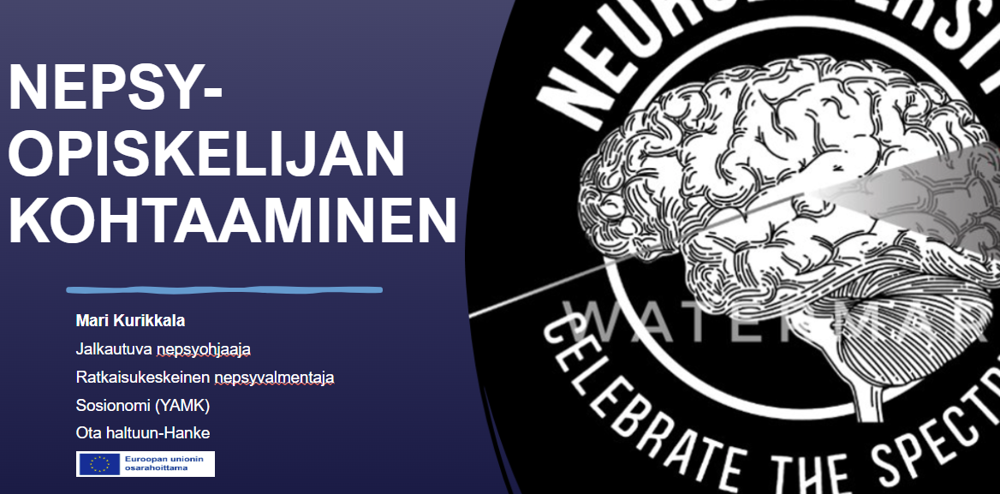 NEPSY-
OPISKELIJAN
KOHTAAMINEN
Mari Kurikkala
Jalkautuva nepsyohjaaja
Ratkaisukeskeinen nepsyvalmentaja
Sosionomi (YAMK)
Ota haltuun-Hanke
Euroopan unionin
osarahoittama
CELEBRATE THE